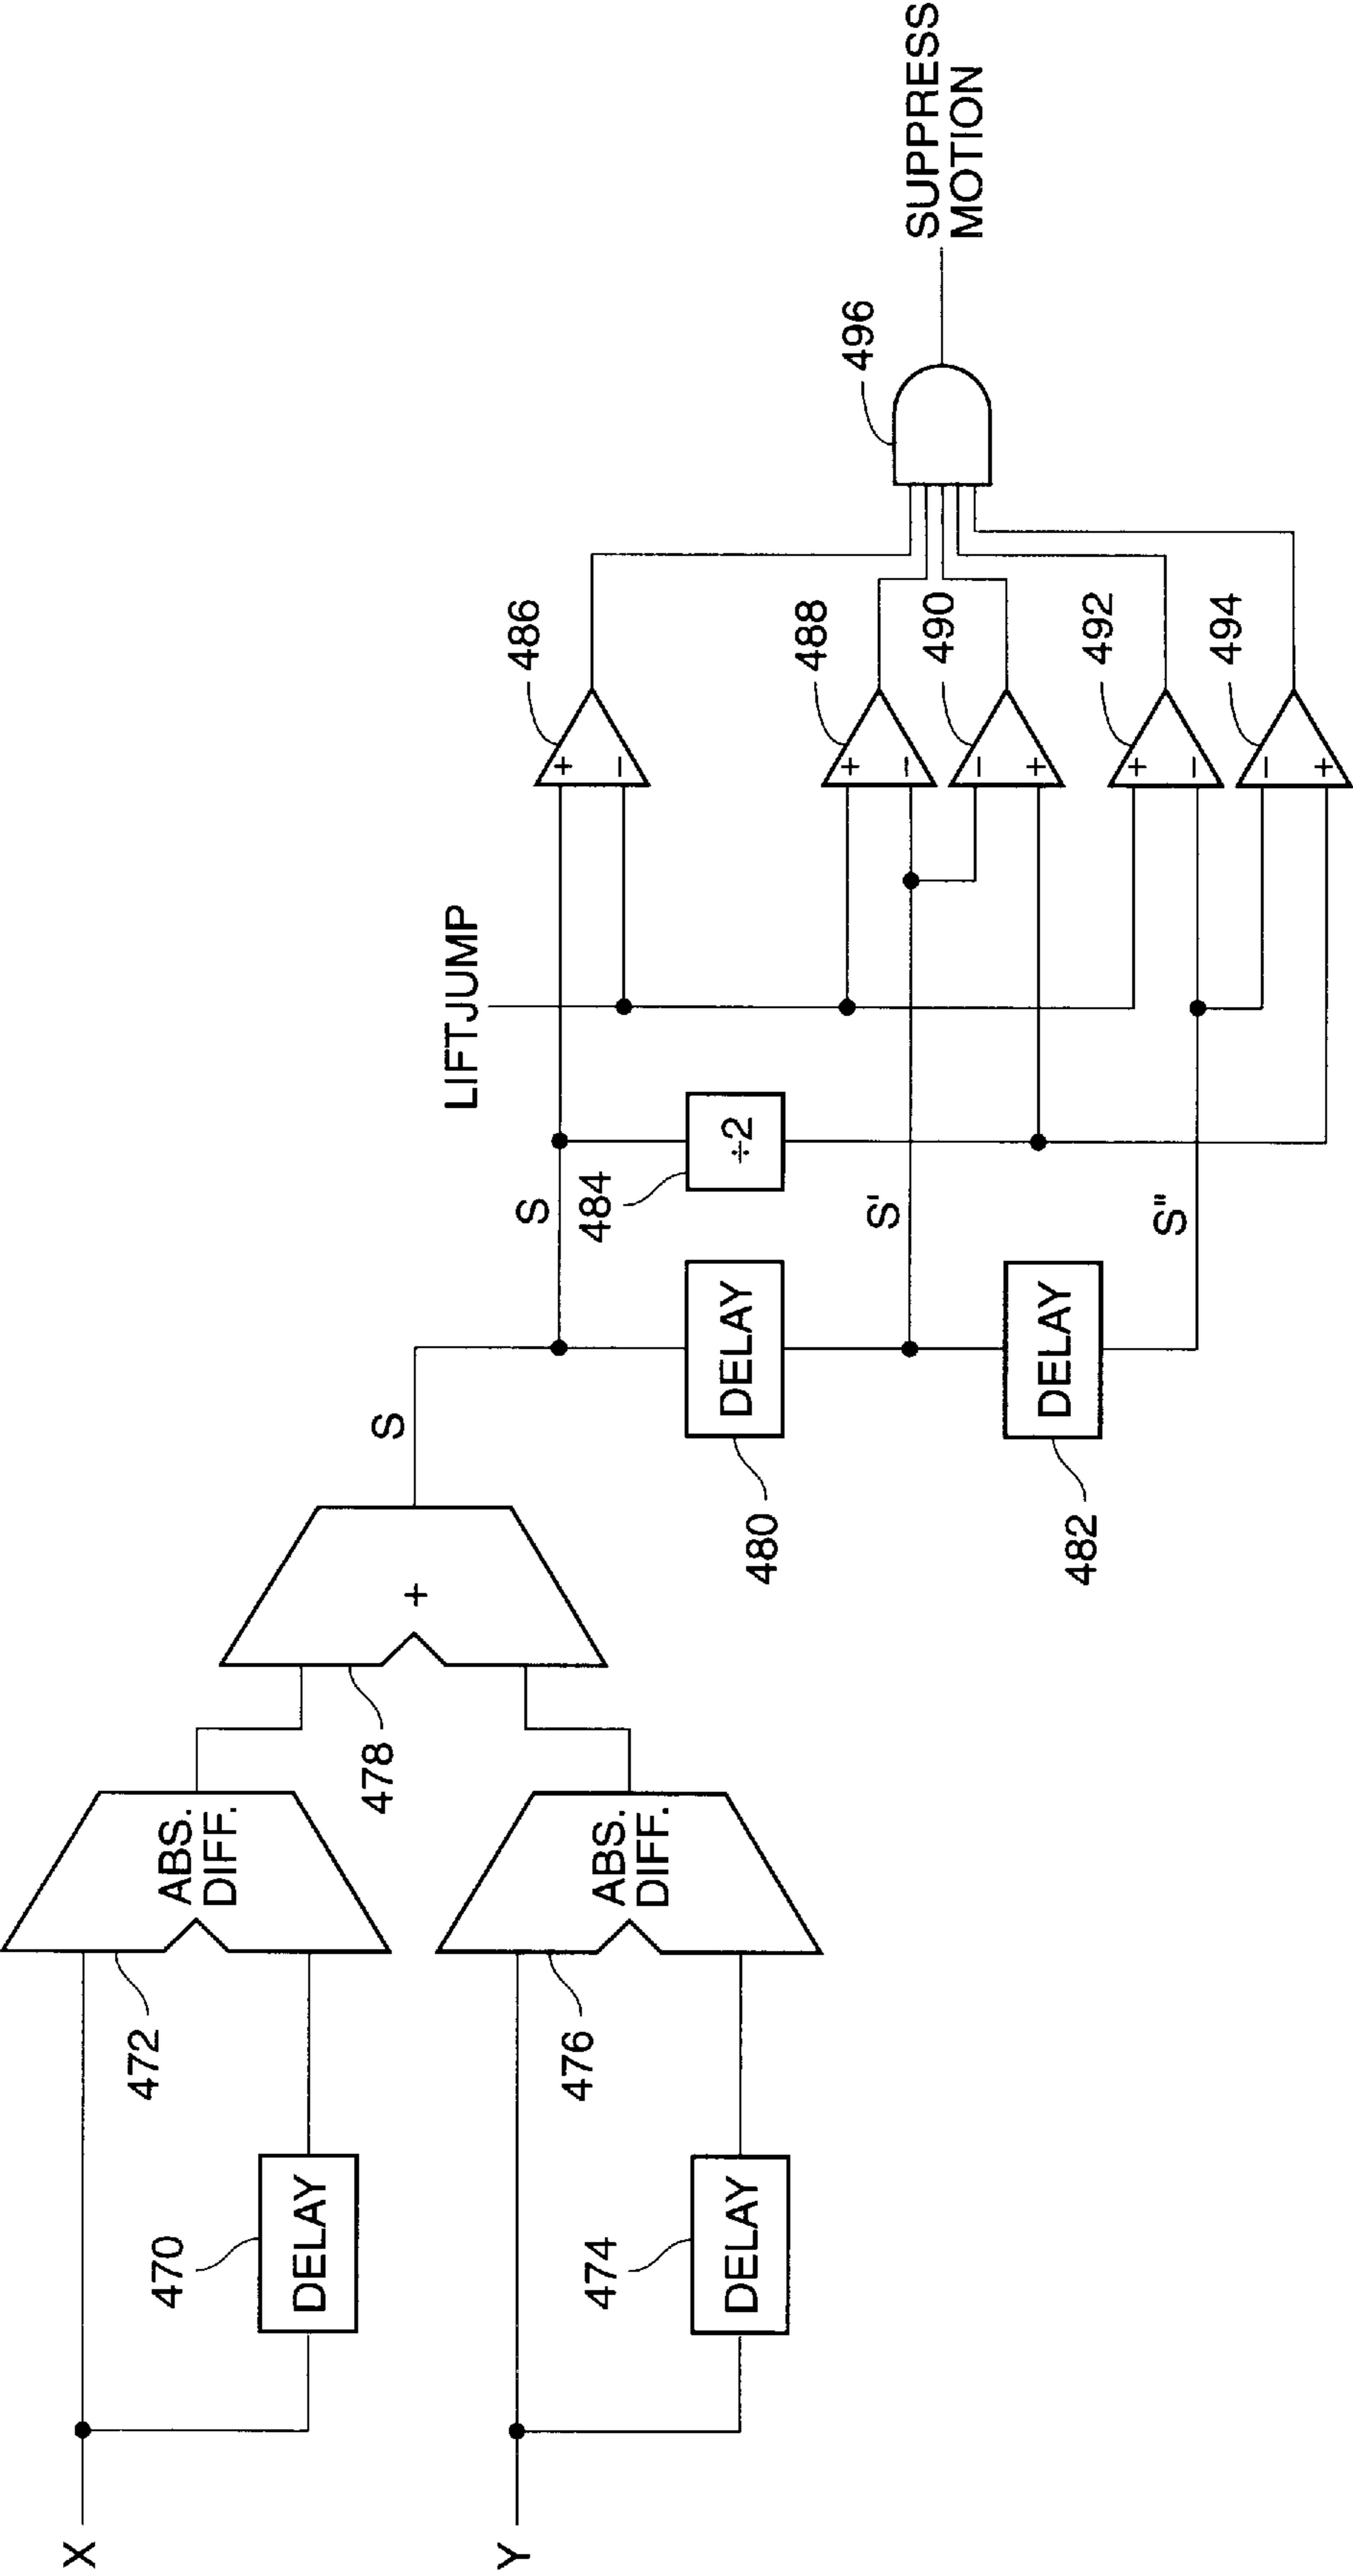 X
470
DELAY
472
ABS.
DIFF.
Y
474
DELAY
476
ABS.
DIFF.
478
+
S
480
DELAY
482
DELAY
S
484
÷2
S'
S"
LIFTJUMP
486
+
−
488
+
−
490
−
+
492
+
−
494
−
+
496
SUPPRESS
MOTION